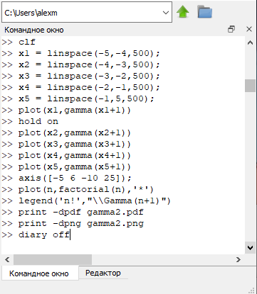 C:\Users\alexm
Командное окно
>> clf
>> x1 = linspace(-5,-4,500);
>> x2 = linspace(-4,-3,500);
>> x3 = linspace(-3,-2,500);
>> x4 = linspace(-2,-1,500);
>> x5 = linspace(-1,5,500);
>> plot(x1,gamma(x1+1))
>> hold on
>> plot(x2,gamma(x2+1))
>> plot(x3,gamma(x3+1))
>> plot(x4,gamma(x4+1))
>> plot(x5,gamma(x5+1))
>> axis([-5 6 -10 25]);
>> plot(n,factorial(n),'*')
>> legend('n!',"\\Gamma(n+1)")
>> print -dpdf gamma2.pdf
>> print -dpng gamma2.png
>> diary off
Командное окно Редактор